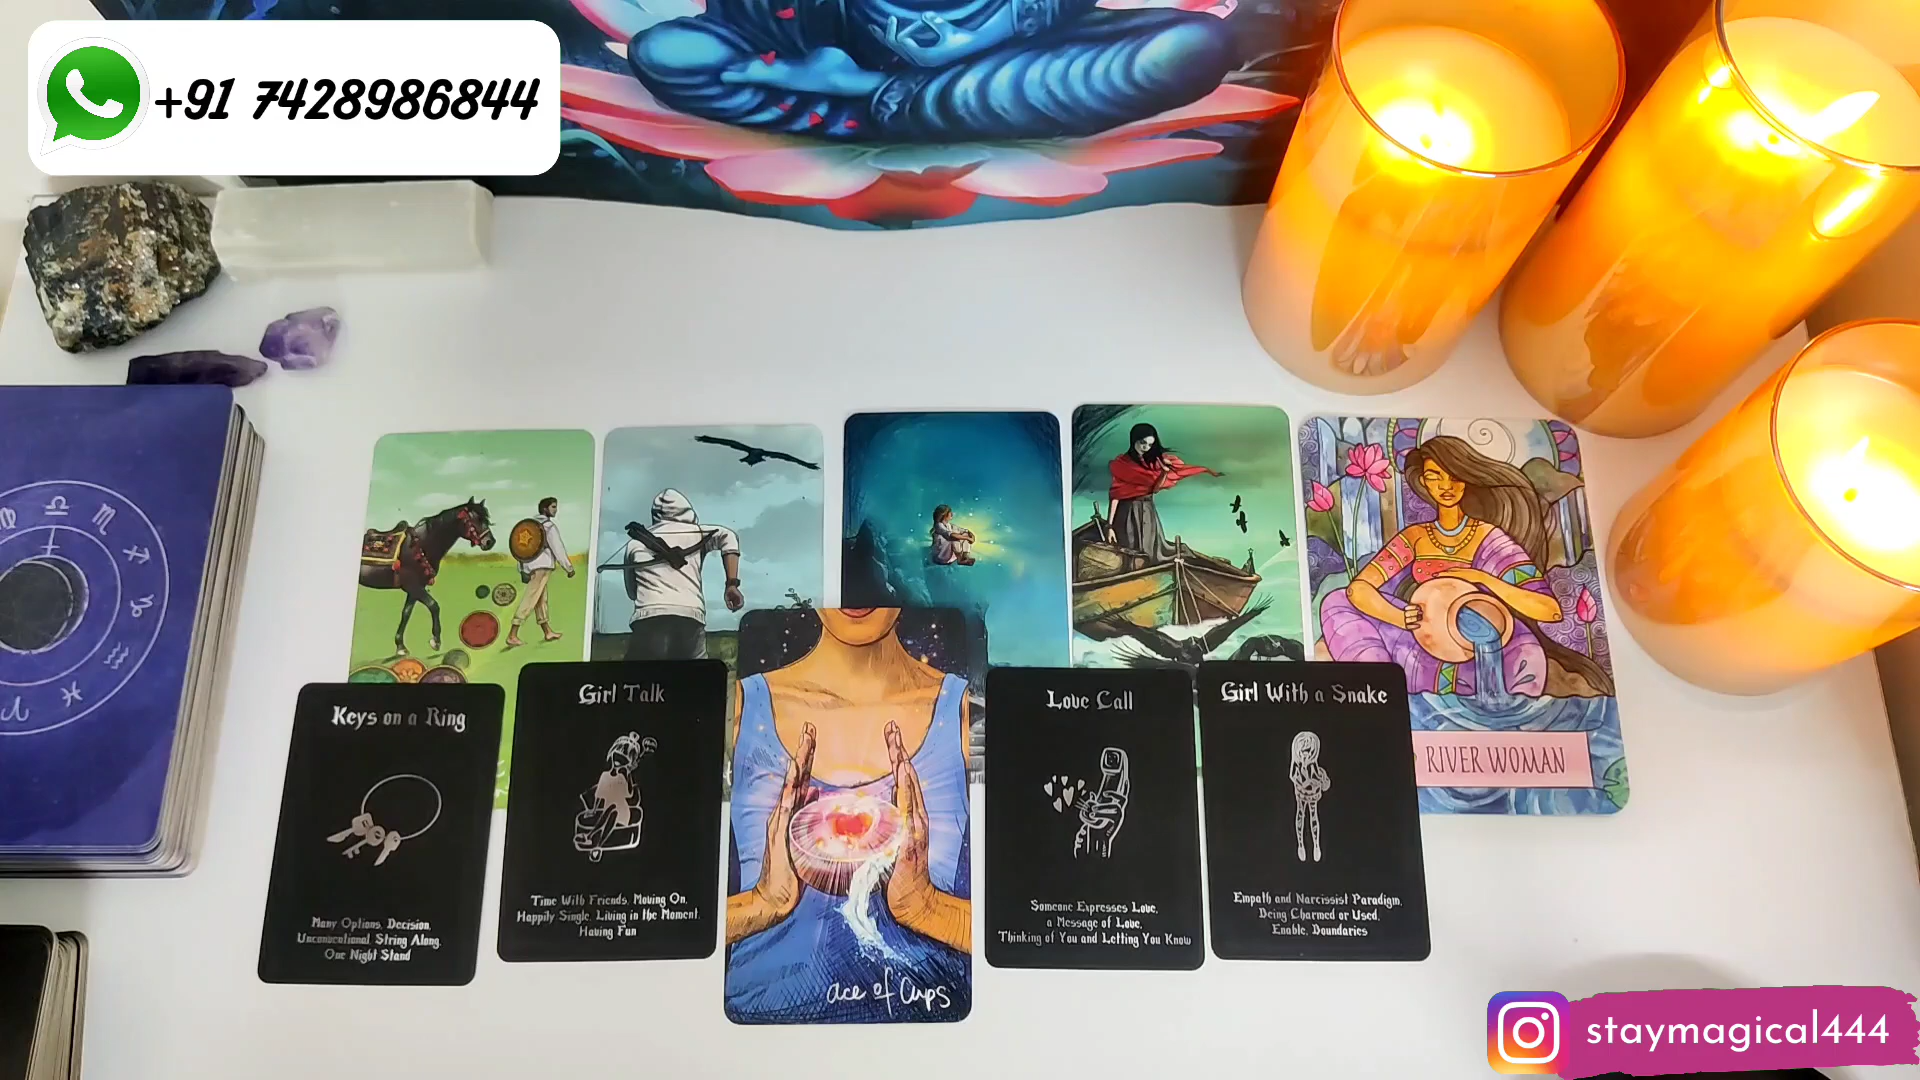 +91 7428986844
Keys on a Ring
Many Options, Decision,
Unconventional, String Along,
One Night Stand
Girl Talk
Time With Friends, Moving On,
Happily Single, Living in the Moment,
Having Fun
ace of Cups
Love Call
Someone Expresses Love,
a Message of Love,
Thinking of You and Letting You Know
Girl With a Snake
Empath and Narcissist Paradigm,
Being Charmed or Used,
Enable, Boundaries
RIVER WOMAN
staymagical444